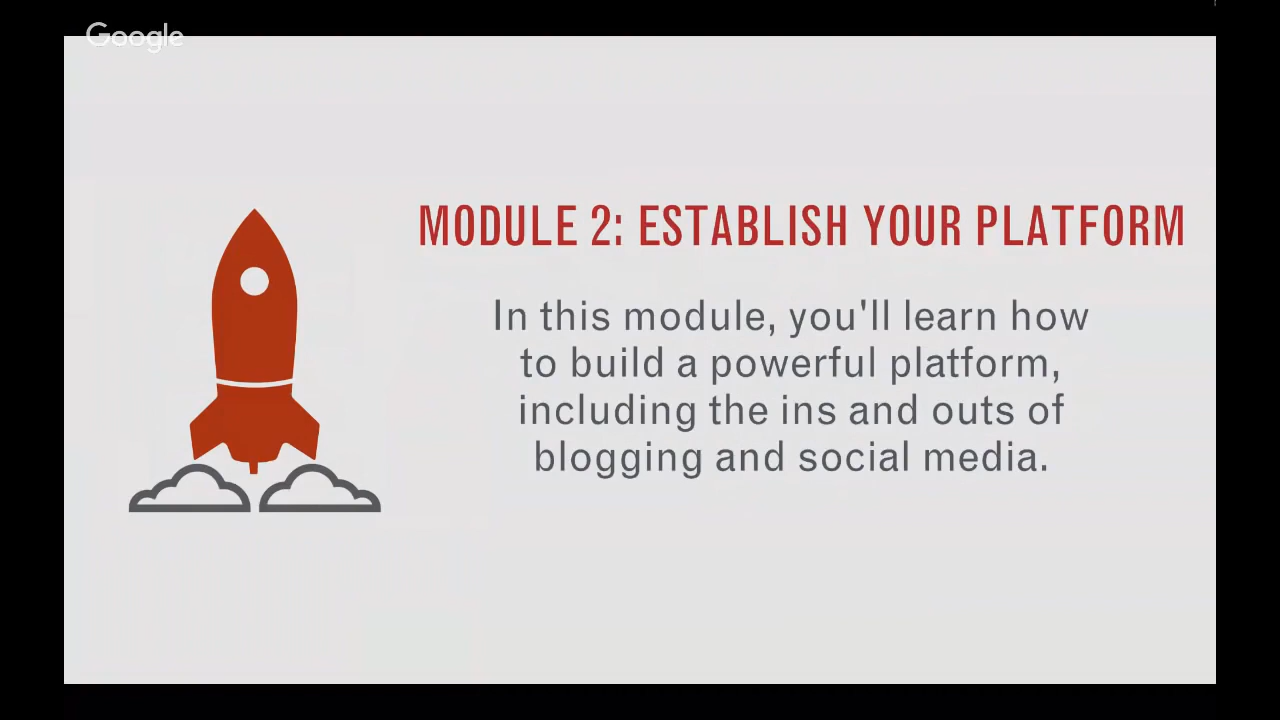 Google
MODULE 2: ESTABLISH YOUR PLATFORM
In this module, you'll learn how
to build a powerful platform,
including the ins and outs of
blogging and social media.